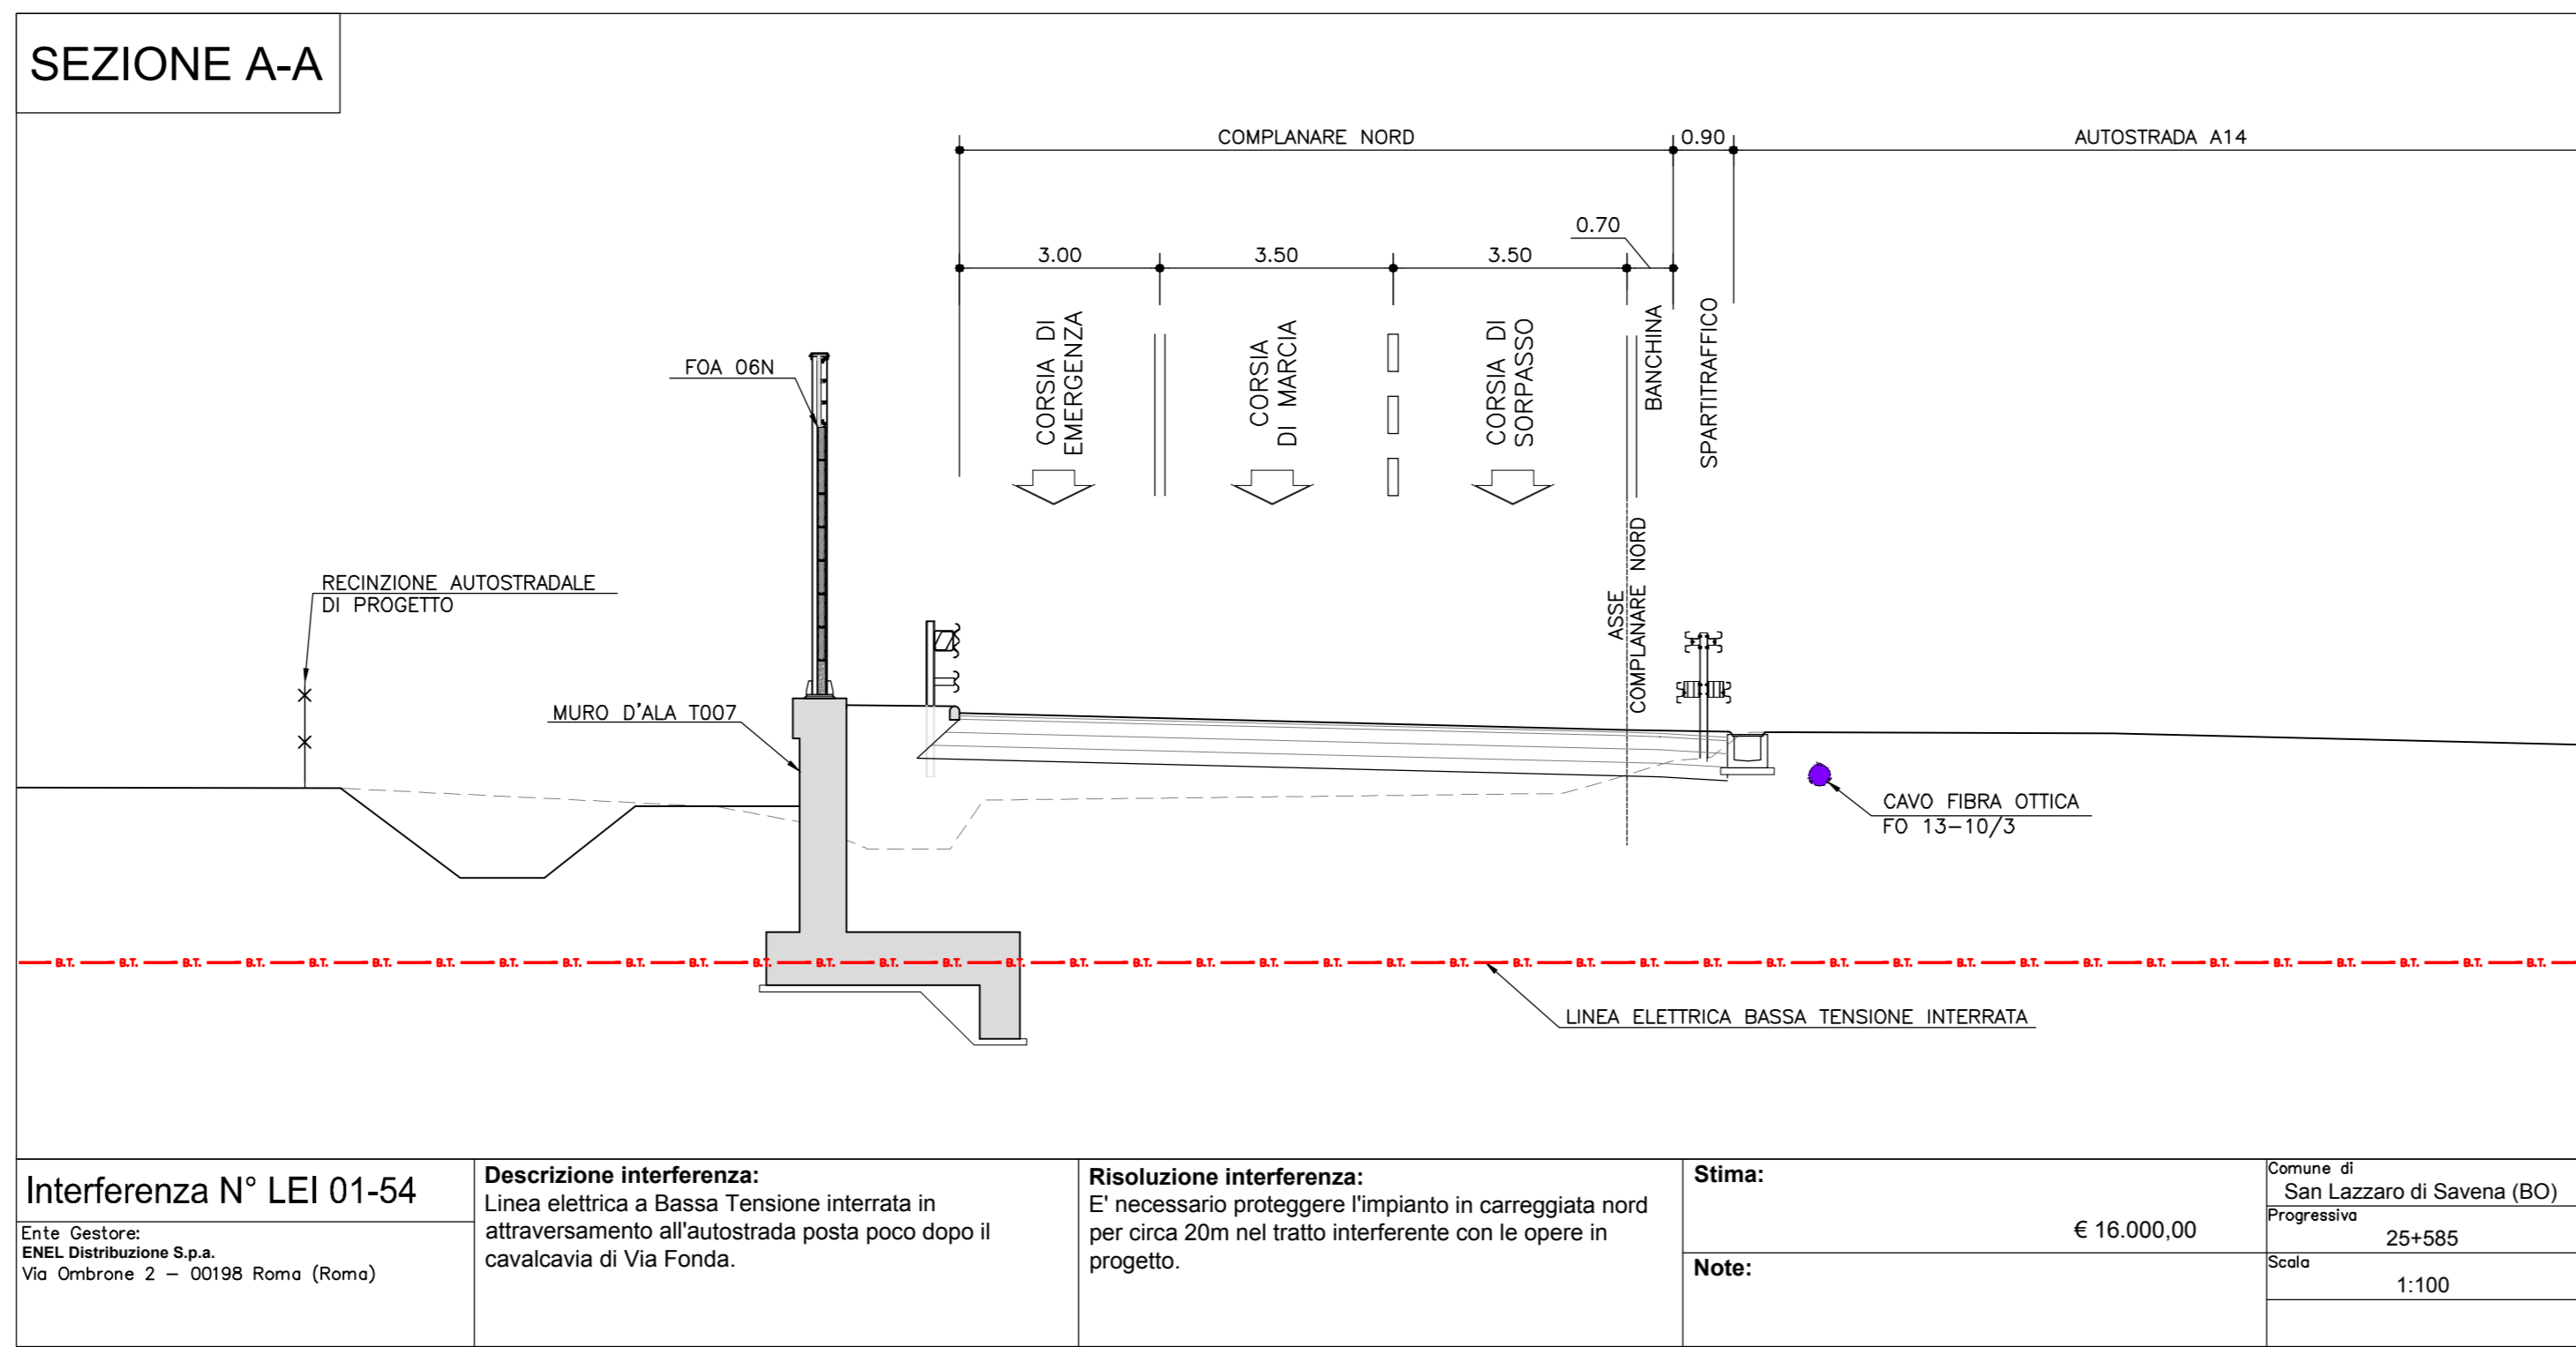 SEZIONE A-A
COMPLANARE NORD
0.90
AUTOSTRADA A14
0.70
3.00
3.50
3.50
CORSIA DI
EMERGENZA
CORSIA
DI MARCIA
CORSIA DI
SORPASSO
BANCHINA
SPARTITRAFFICO
FOA 06N
ASSE
COMPLANARE NORD
RECINZIONE AUTOSTRADALE
DI PROGETTO
MURO D'ALA T007
CAVO FIBRA OTTICA
FO 13-10/3
B.T. B.T. B.T. B.T. B.T. B.T. B.T. B.T. B.T. B.T. B.T. B.T. B.T. B.T. B.T. B.T. B.T. B.T. B.T. B.T. B.T. B.T. B.T. B.T. B.T. B.T. B.T. B.T. B.T. B.T. B.T. B.T. B.T. B.T. B.T. B.T. B.T. B.T. B.T. B.T.
LINEA ELETTRICA BASSA TENSIONE INTERRATA
Interferenza N° LEI 01-54
Ente Gestore:
ENEL Distribuzione S.p.a.
Via Ombrone 2 - 00198 Roma (Roma)
Descrizione interferenza:
Linea elettrica a Bassa Tensione interrata in
attraversamento all'autostrada posta poco dopo il
cavalcavia di Via Fonda.
Risoluzione interferenza:
E' necessario proteggere l'impianto in carreggiata nord
per circa 20m nel tratto interferente con le opere in
progetto.
Stima:
€ 16.000,00
Note:
Comune di
San Lazzaro di Savena (BO)
Progressiva
25+585
Scala
1:100